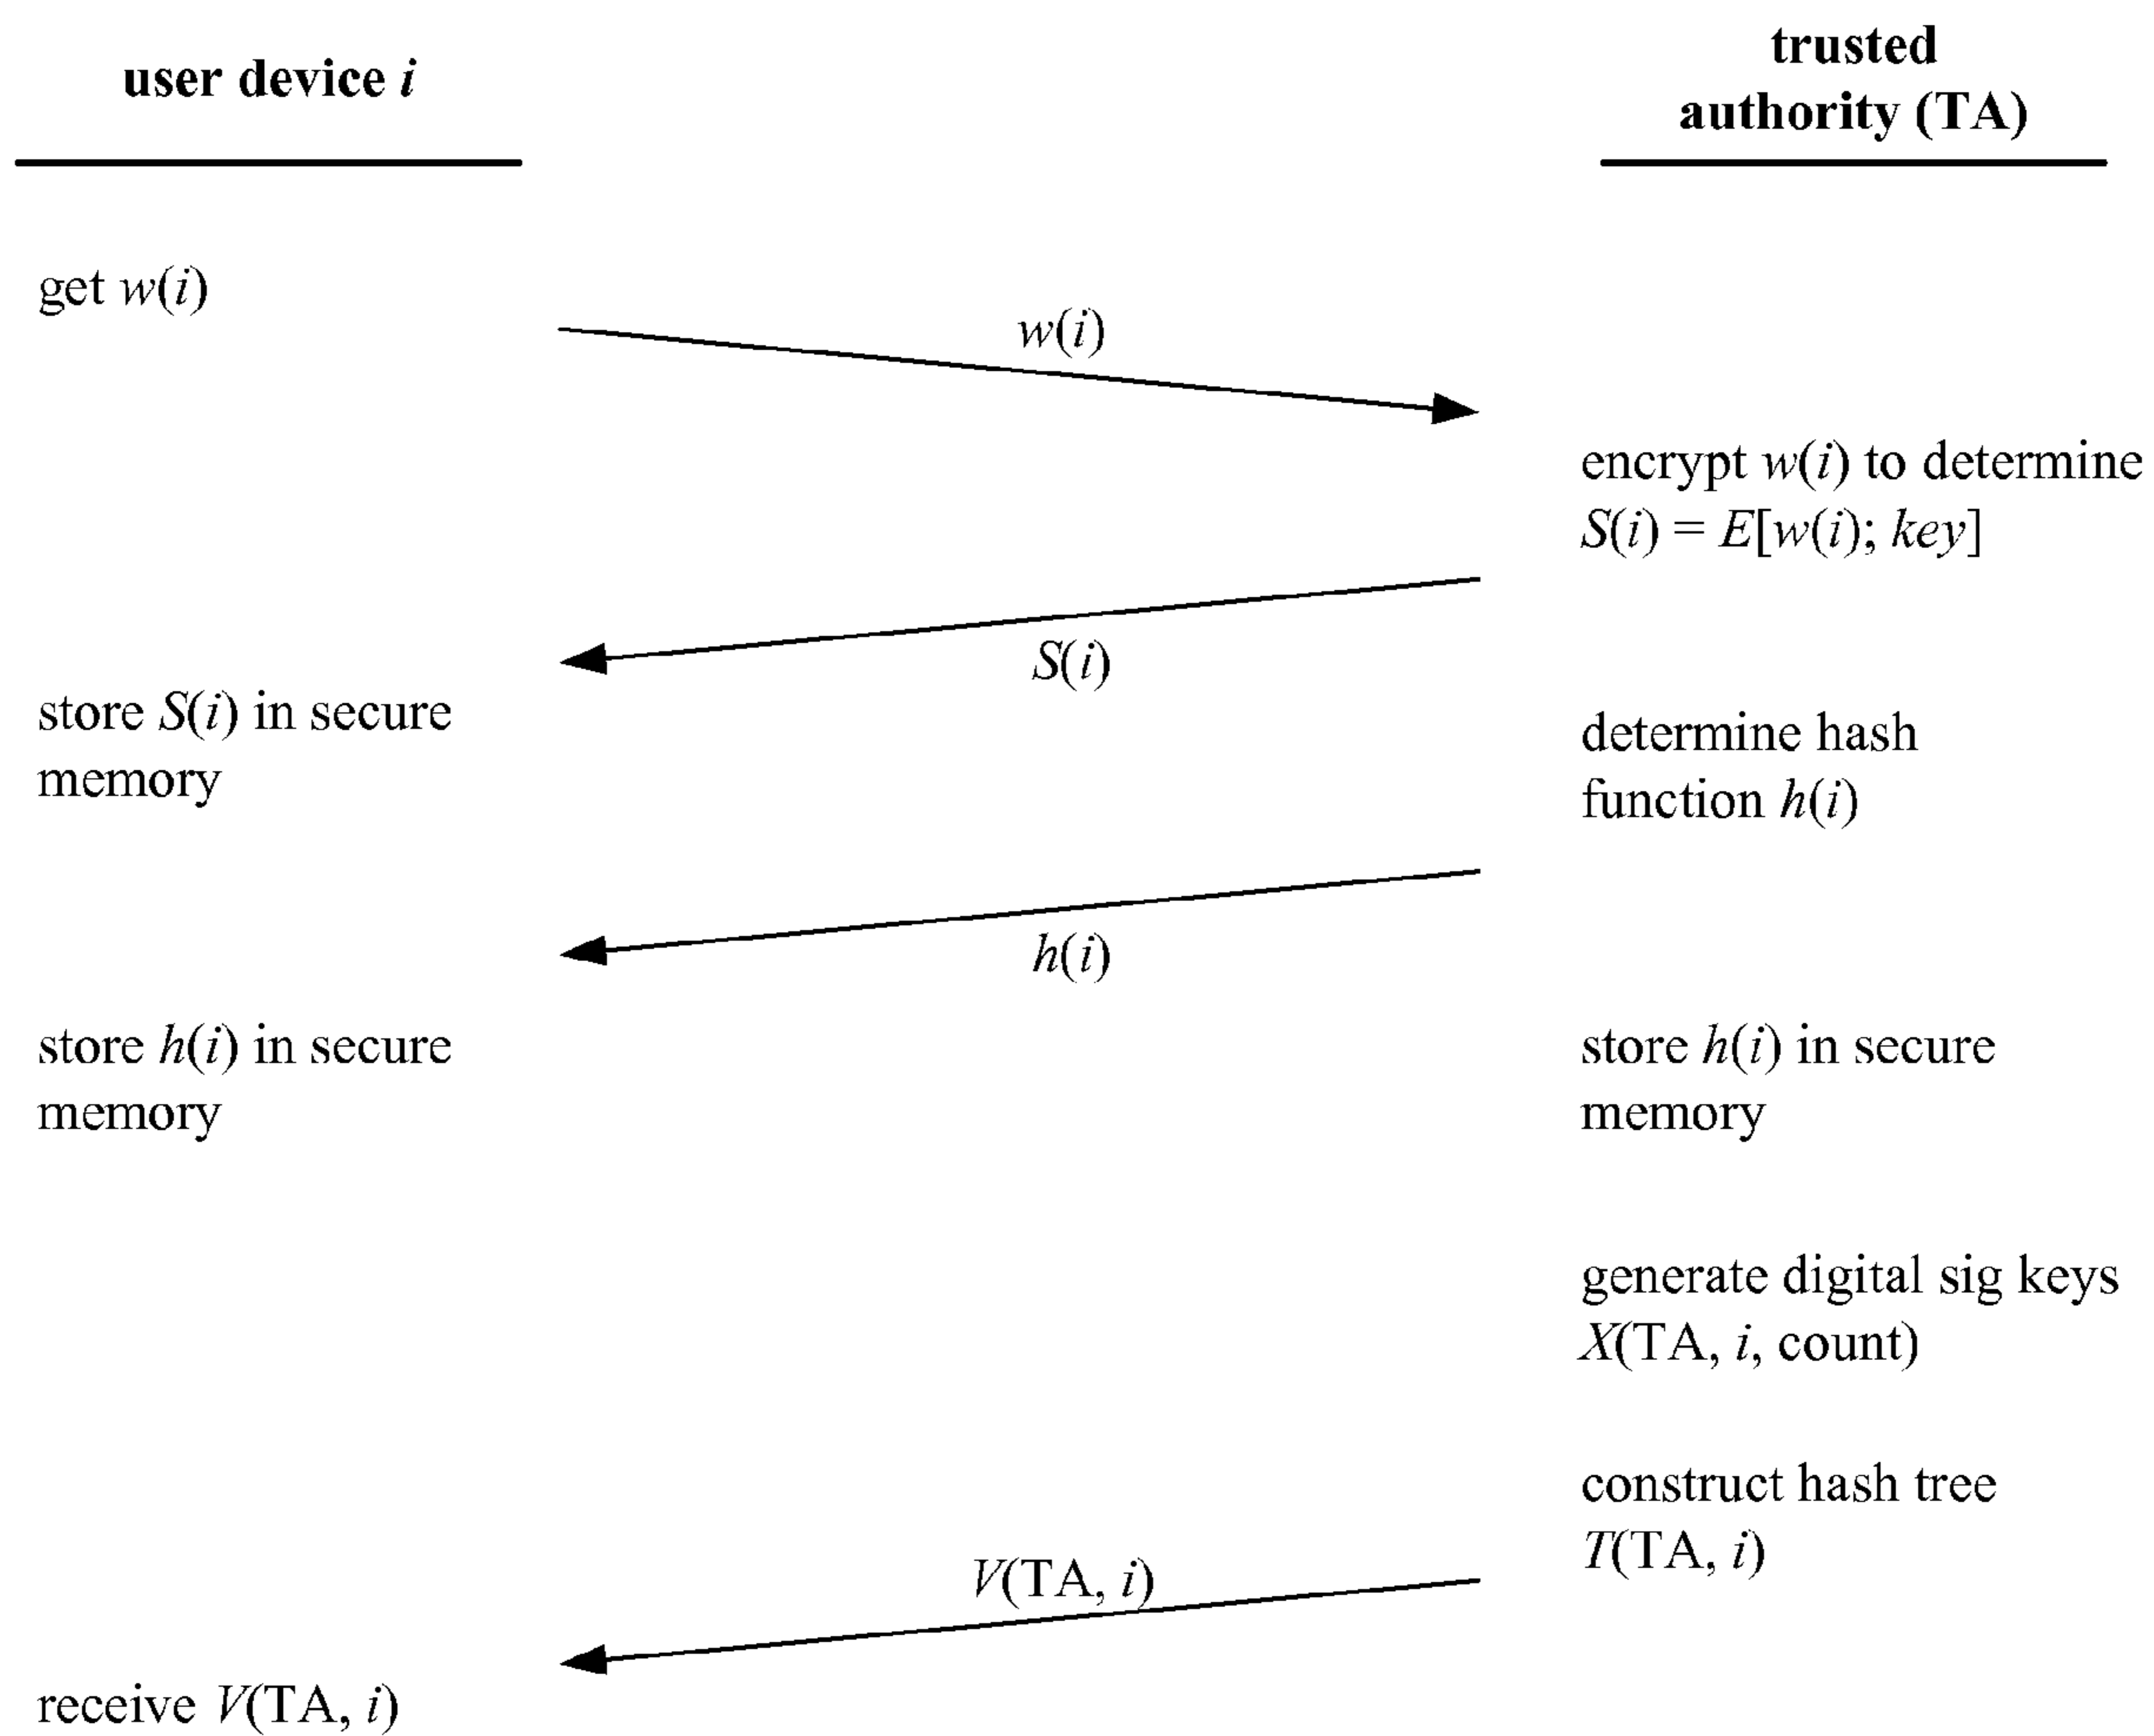 user device i
trusted
authority (TA)
get w(i)
w(i)
encrypt w(i) to determine
S(i) = E[w(i); key]
S(i)
store S(i) in secure
memory
determine hash
function h(i)
h(i)
store h(i) in secure
memory
store h(i) in secure
memory
generate digital sig keys
X(TA, i, count)
construct hash tree
T(TA, i)
V(TA, i)
receive V(TA, i)